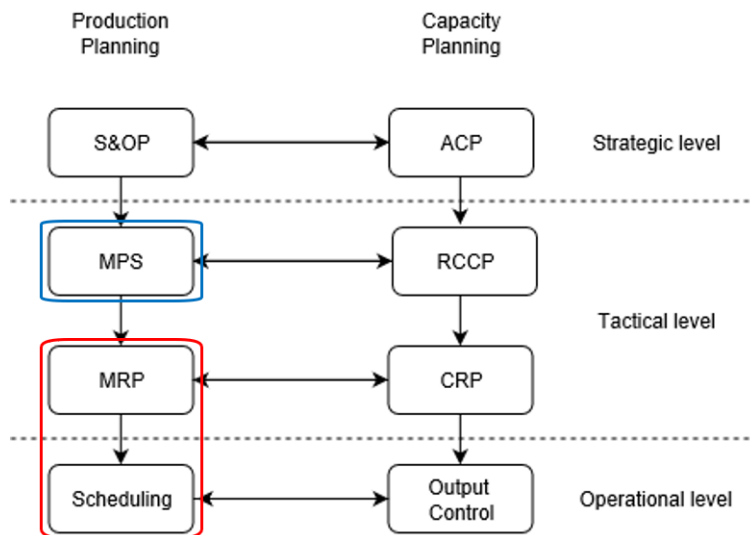 Production
Planning
Capacity
Planning
S&OP
ACP
Strategic level
MPS
RCCP
Tactical level
MRP
CRP
Scheduling
Output
Control
Operational level